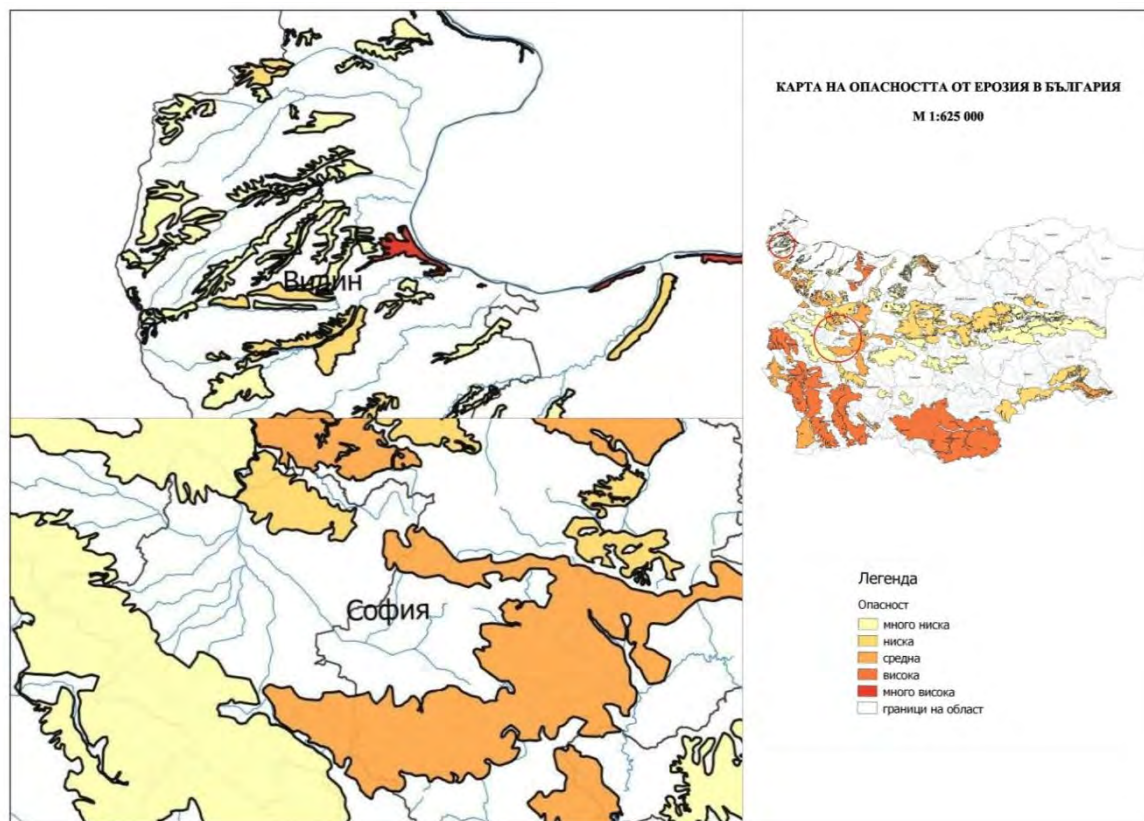 КАРТА НА ОПАСНОСТТА ОТ ЕРОЗИЯ В БЪЛГАРИЯ
М 1:625 000
Видин
София
Легенда
Опасност
много ниска
ниска
средна
висока
много висока
граници на област